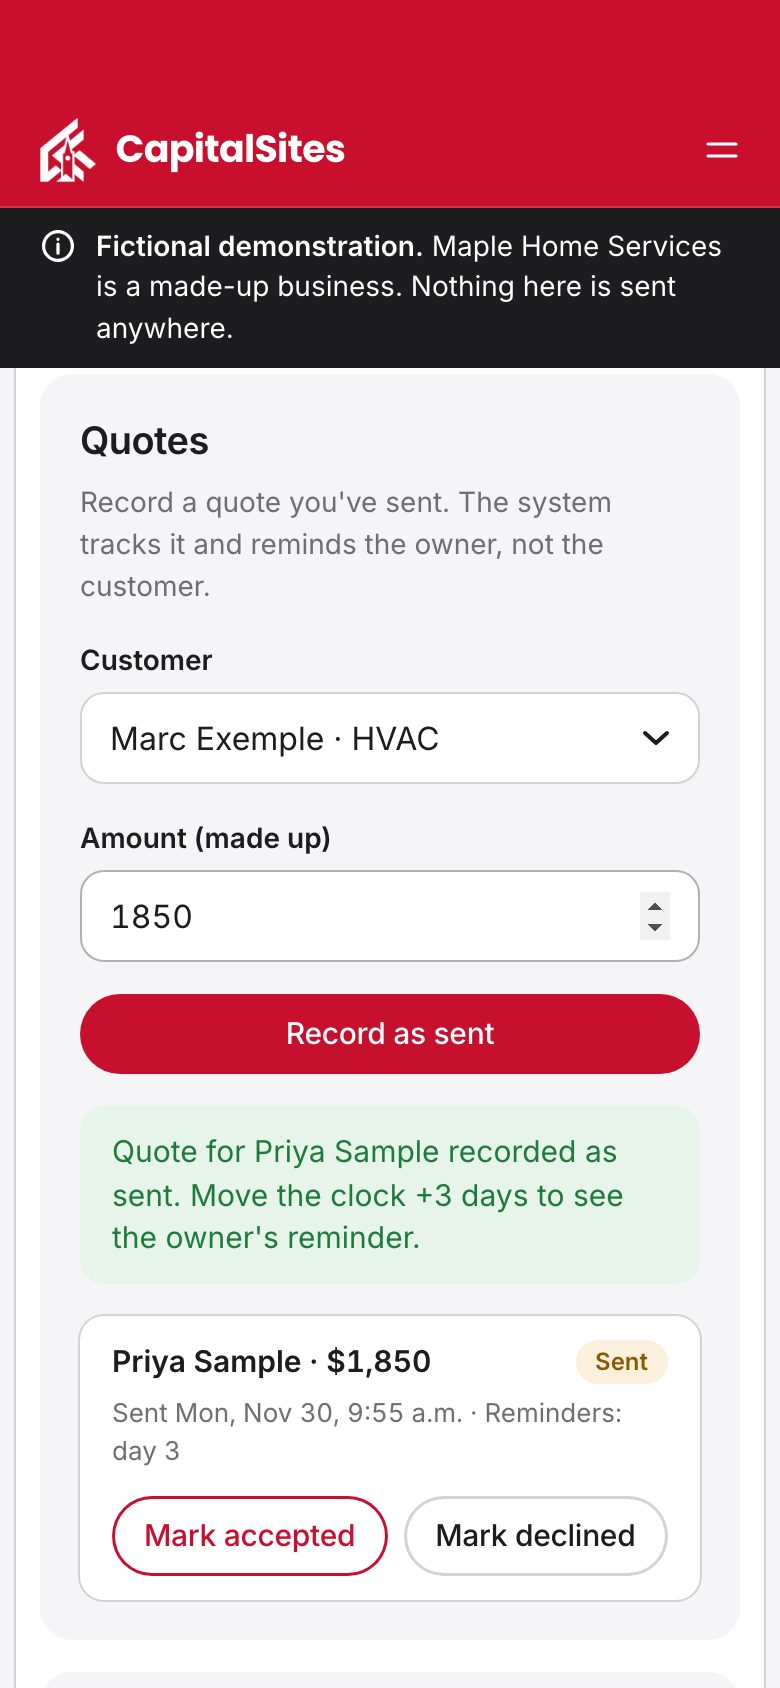 CapitalSites
Fictional demonstration. Maple Home Services
is a made-up business. Nothing here is sent
anywhere.
Quotes
Record a quote you've sent. The system
tracks it and reminds the owner, not the
customer.
Customer
Marc Exemple · HVAC
Amount (made up)
1850
Record as sent
Quote for Priya Sample recorded as
sent. Move the clock +3 days to see
the owner's reminder.
Priya Sample · $1,850
Sent
Sent Mon, Nov 30, 9:55 a.m. · Reminders:
day 3
Mark accepted
Mark declined